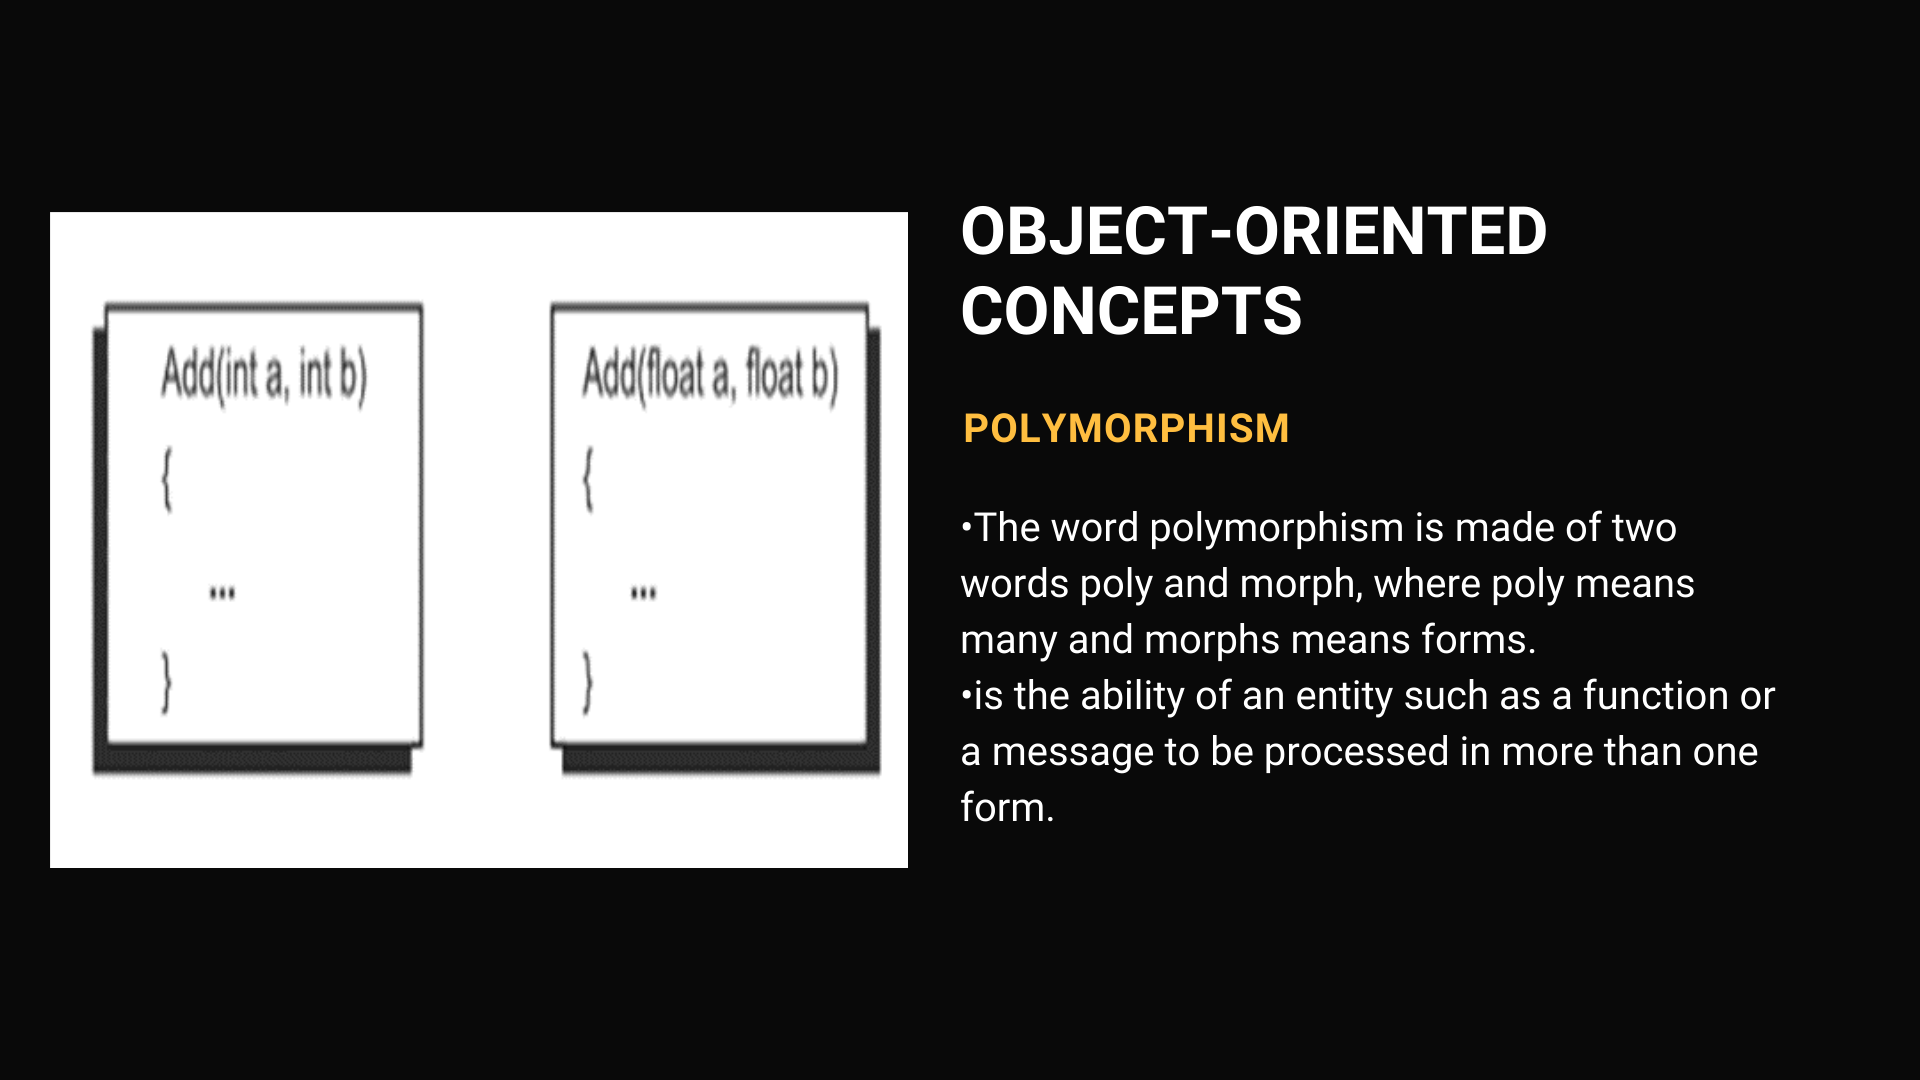 Add(int a, int b)
{
...
}
Add(float a, float b)
{
...
}
OBJECT-ORIENTED
CONCEPTS
POLYMORPHISM
•The word polymorphism is made of two
words poly and morph, where poly means
many and morphs means forms.
•is the ability of an entity such as a function or
a message to be processed in more than one
form.